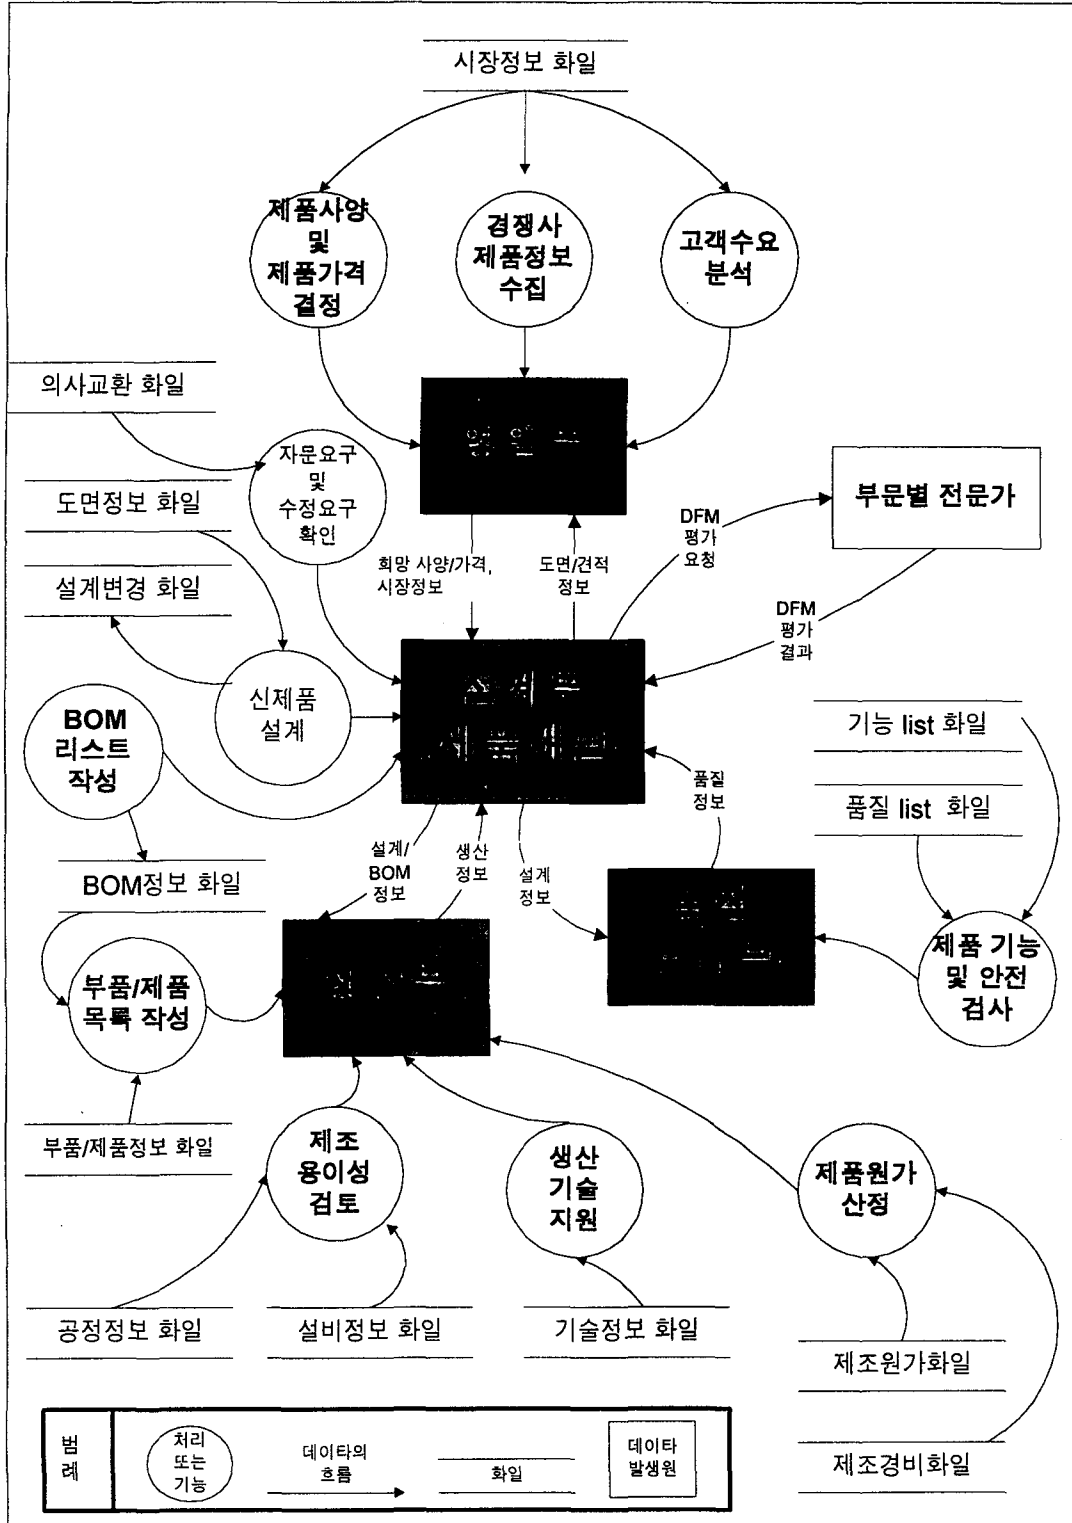 시장정보 화일
제품사양
및
제품가격
결정
경쟁사
제품정보
수집
고객수요
분석
의사교환 화일
영 업 부
자문요구
및
수정요구
확인
부문별 전문가
도면정보 화일
DFM
평가
요청
희망 사양/가격,
시장정보
도면/견적
정보
설계변경 화일
DFM
평가
결과
신제품
설계
BOM
리스트
작성
기능 list 화일
품질
정보
품질 list 화일
설계/
BOM
정보
생산
정보
설계
정보
BOM정보 화일
부품/제품
목록 작성
제품 기능
및 안전
검사
부품/제품정보 화일
제조
용이성
검토
생산
기술
지원
제품원가
산정
공정정보 화일
설비정보 화일
기술정보 화일
제조원가화일
제조경비화일
범
례
처리
또는
기능
데이타의
흐름
화일
데이타
발생원